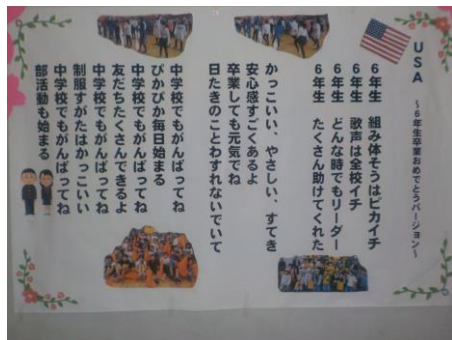 USA ~6年生卒業おめでとうバージョン~
6年生 組み体そうはピカイチ
6年生 歌声は全校イチ
6年生 どんな時でもリーダー
6年生 たくさん助けてくれた
かっこいい、やさしい、すてき
安心感すごくあるよ
卒業しても元気でね
日たきのことわすれないでいて
中学校でもがんばってね
ぴかぴか毎日始まる
中学校でもがんばってね
友だちたくさんできるよ
中学校でもがんばってね
制服すがたはかっこいい
中学校でもがんばってね
部活動も始まる